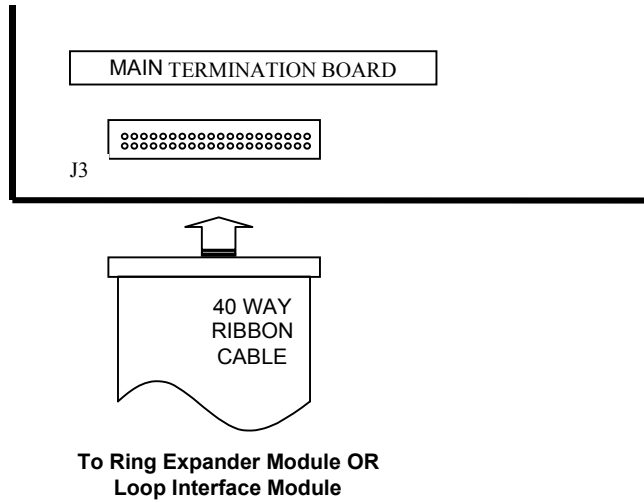 MAIN TERMINATION BOARD
J3
40 WAY
RIBBON
CABLE
To Ring Expander Module OR
Loop Interface Module